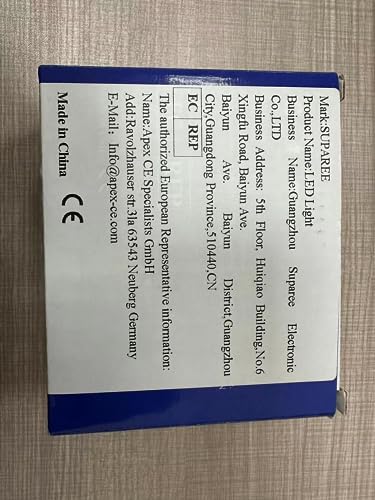 Mark:SUPAREE
Product Name:LED Light
Business Name:Guangzhou Suparee Electronic
Co.,LTD
Business Address: 5th Floor, Huiqiao Building,No.6
Xingfu Road, Baiyun Ave.
Baiyun Ave. Baiyun District,Guangzhou
City,Guangdong Province,510440,CN
EC REP
The authorized European Representative information:
Name:Apex CE Specialists GmbH
Add:Ravolzhauser str.3la 63543 Neuberg Germany
E-Mail: Info@apex-ce.com
Made in China
CE